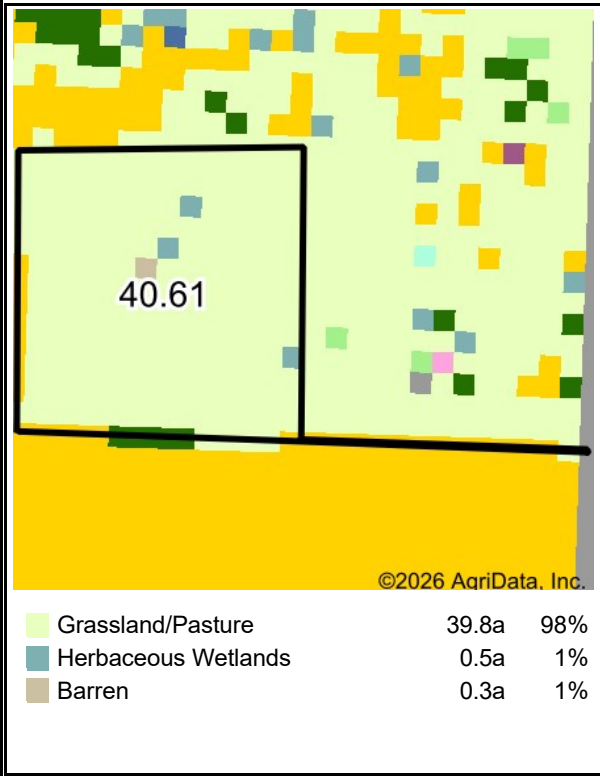 40.61
©2026 AgriData, Inc.
Grassland/Pasture 39.8a 98%
Herbaceous Wetlands 0.5a 1%
Barren 0.3a 1%